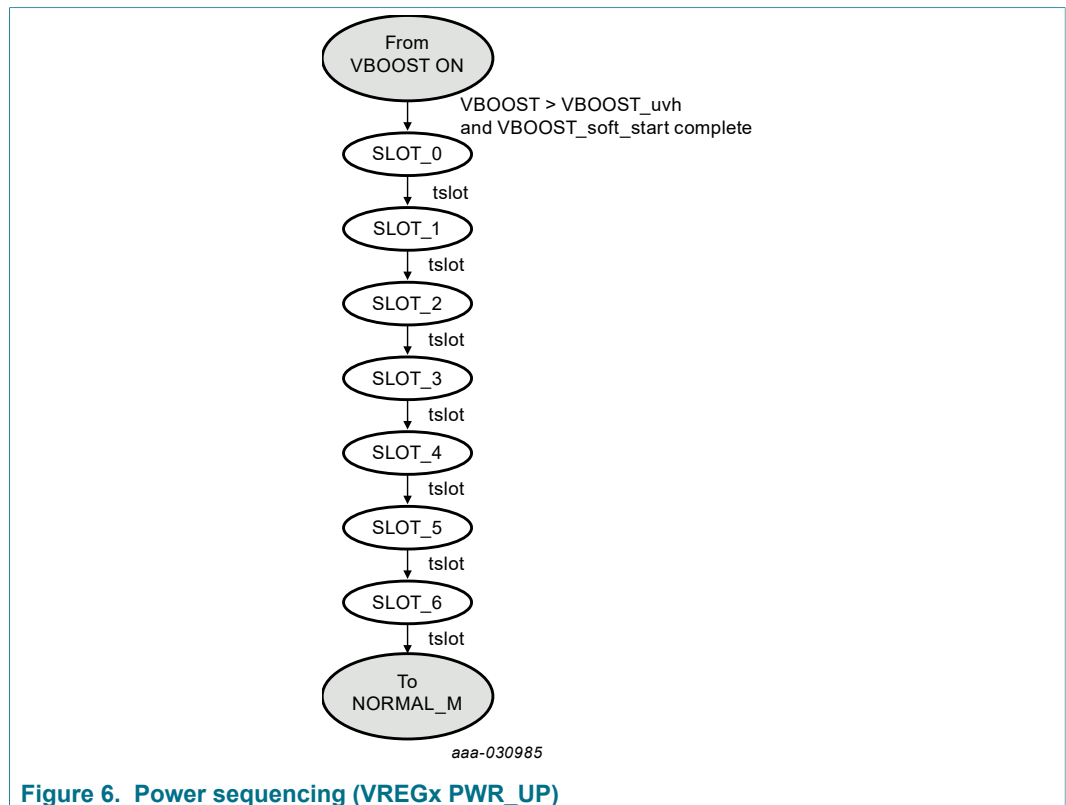 From
VBOOST ON
VBOOST > VBOOST_uvh
and VBOOST_soft_start complete
SLOT_0
tslot
SLOT_1
tslot
SLOT_2
tslot
SLOT_3
tslot
SLOT_4
tslot
SLOT_5
tslot
SLOT_6
tslot
To
NORMAL_M
aaa-030985
Figure 6. Power sequencing (VREGx PWR_UP)